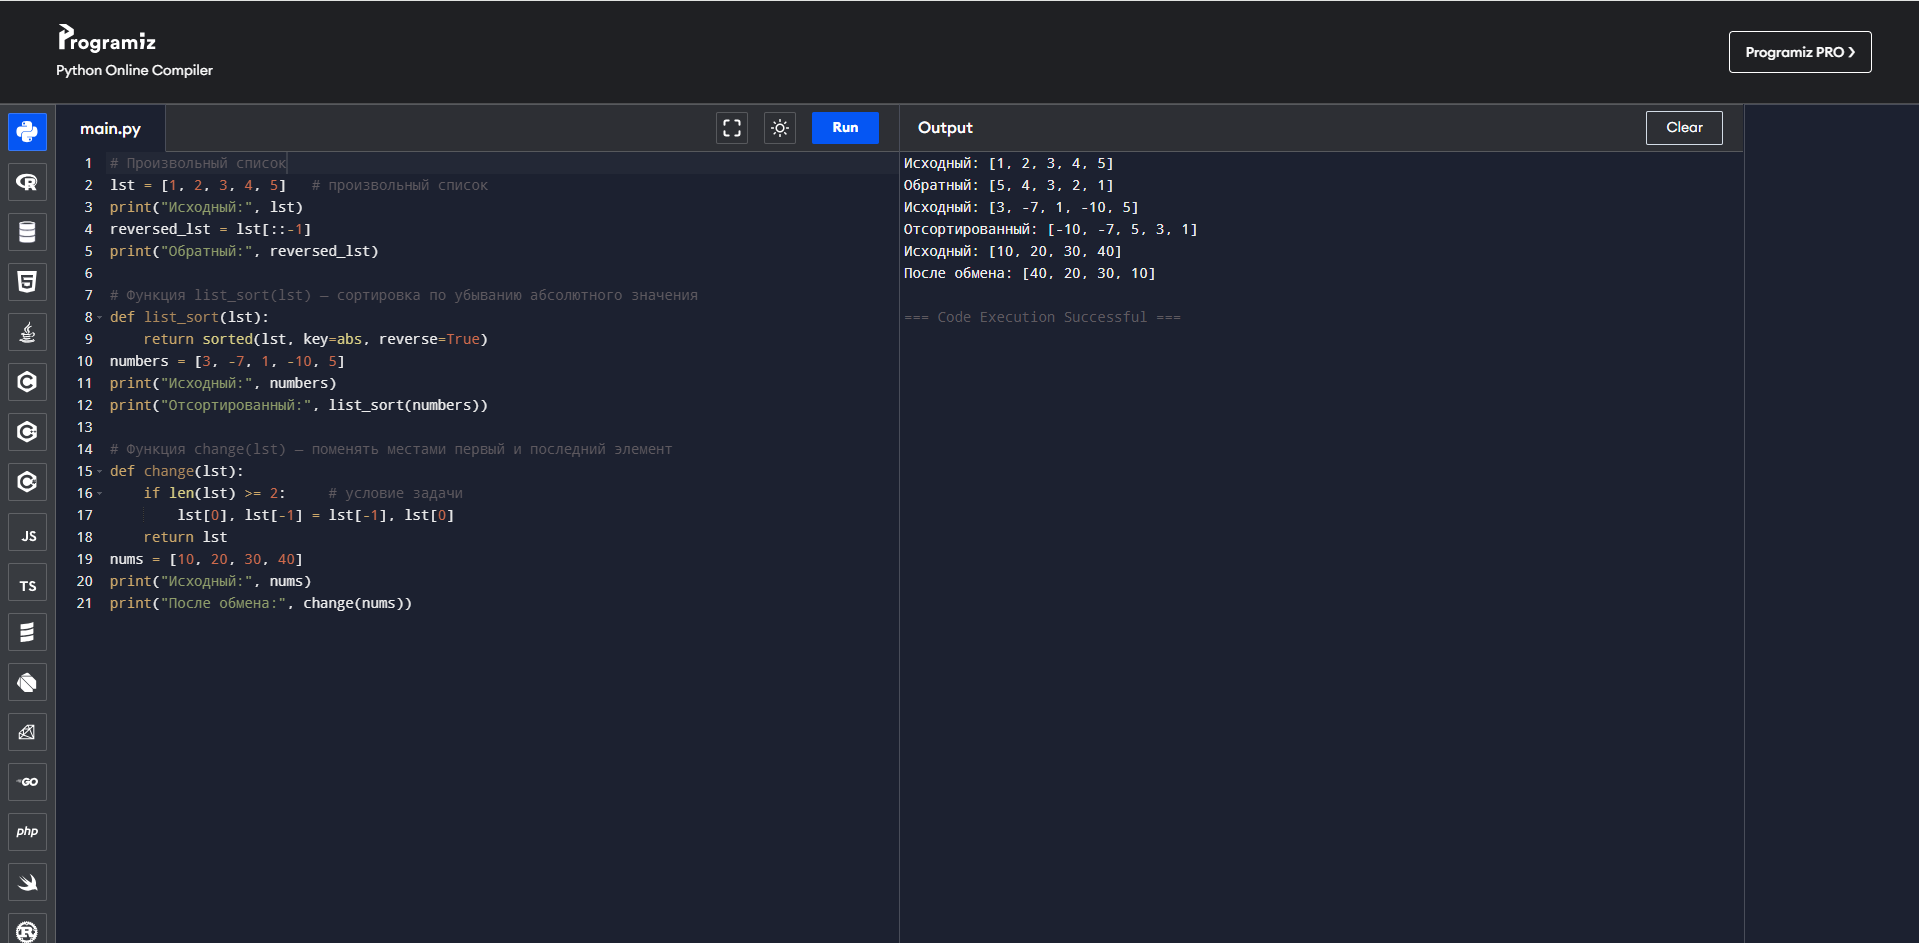 Programiz
Python Online Compiler
Programiz PRO ❯
main.py
Run
Output
Clear
1 # Произвольный список
2 lst = [1, 2, 3, 4, 5]   # произвольный список
3 print("Исходный:", lst)
4 reversed_lst = lst[::-1]
5 print("Обратный:", reversed_lst)
6
7 # Функция list_sort(lst) — сортировка по убыванию абсолютного значения
8 def list_sort(lst):
9     return sorted(lst, key=abs, reverse=True)
10 numbers = [3, -7, 1, -10, 5]
11 print("Исходный:", numbers)
12 print("Отсортированный:", list_sort(numbers))
13
14 # Функция change(lst) — поменять местами первый и последний элемент
15 def change(lst):
16     if len(lst) >= 2:     # условие задачи
17         lst[0], lst[-1] = lst[-1], lst[0]
18     return lst
19 nums = [10, 20, 30, 40]
20 print("Исходный:", nums)
21 print("После обмена:", change(nums))
Исходный: [1, 2, 3, 4, 5]
Обратный: [5, 4, 3, 2, 1]
Исходный: [3, -7, 1, -10, 5]
Отсортированный: [-10, -7, 5, 3, 1]
Исходный: [10, 20, 30, 40]
После обмена: [40, 20, 30, 10]
=== Code Execution Successful ===
JS
TS
GO
php